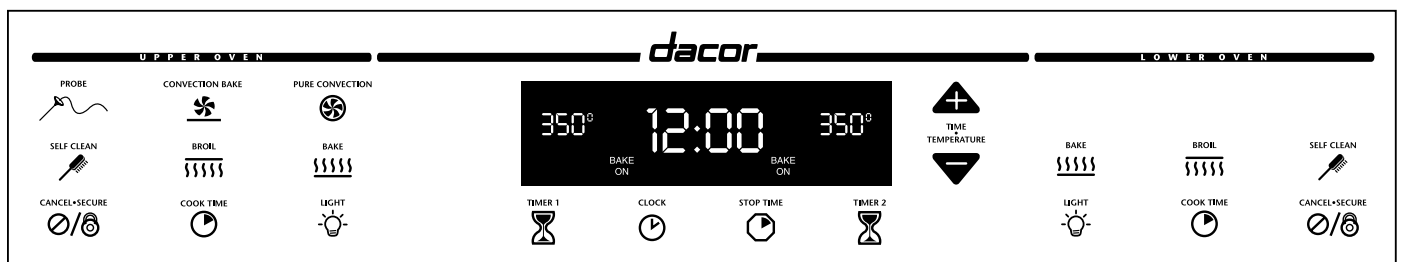 dacor
UPPER OVEN
LOWER OVEN
PROBE
CONVECTION BAKE
PURE CONVECTION
SELF CLEAN
BROIL
BAKE
CANCEL•SECURE
COOK TIME
LIGHT
350°
12:00
350°
BAKE
ON
BAKE
ON
TIMER 1
CLOCK
STOP TIME
TIMER 2
TIME
•
TEMPERATURE
BAKE
BROIL
SELF CLEAN
LIGHT
COOK TIME
CANCEL•SECURE